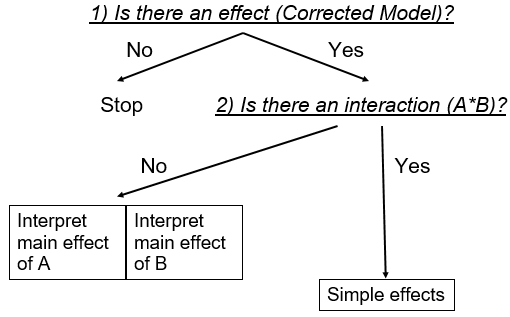 1) Is there an effect (Corrected Model)?
No
Yes
Stop
2) Is there an interaction (A*B)?
No
Yes
Interpret
main effect
of A
Interpret
main effect
of B
Simple effects